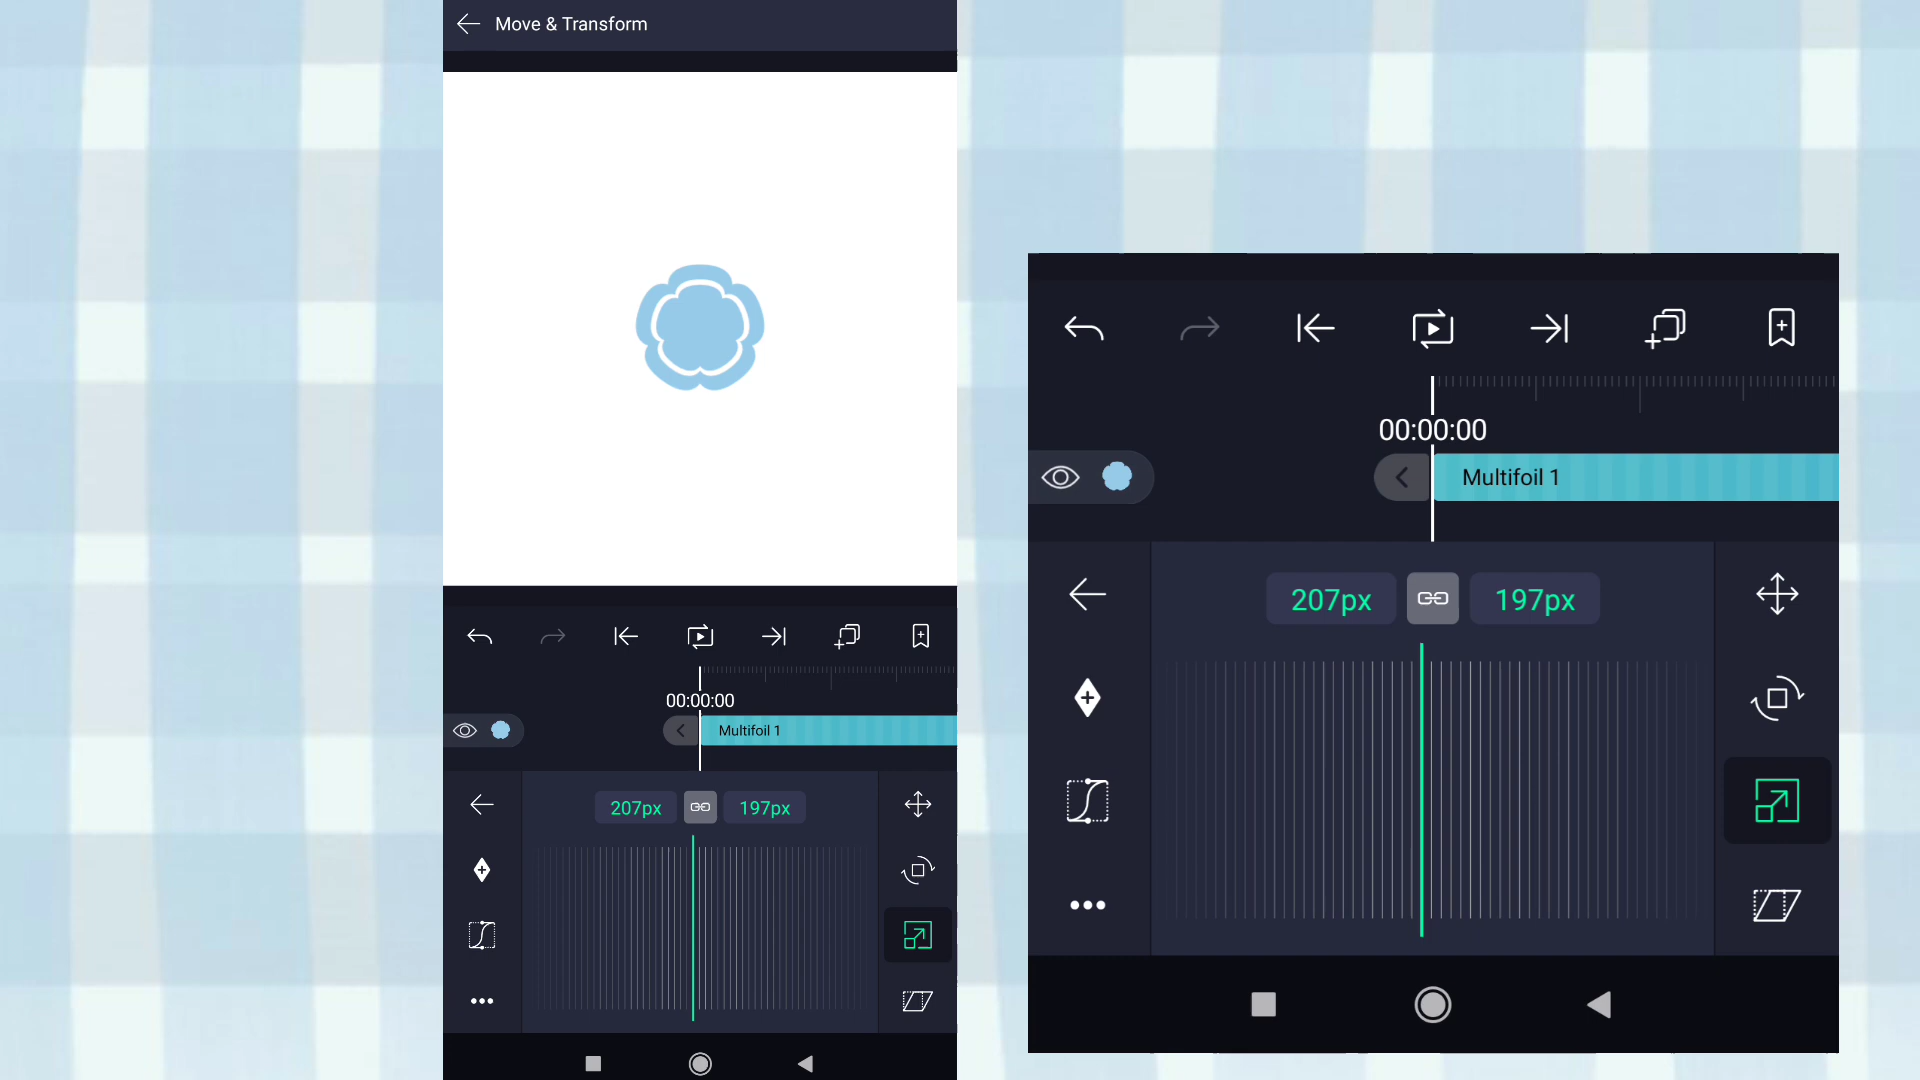 Move & Transform
00:00:00
Multifoil 1
207px
197px
00:00:00
Multifoil 1
207px
197px